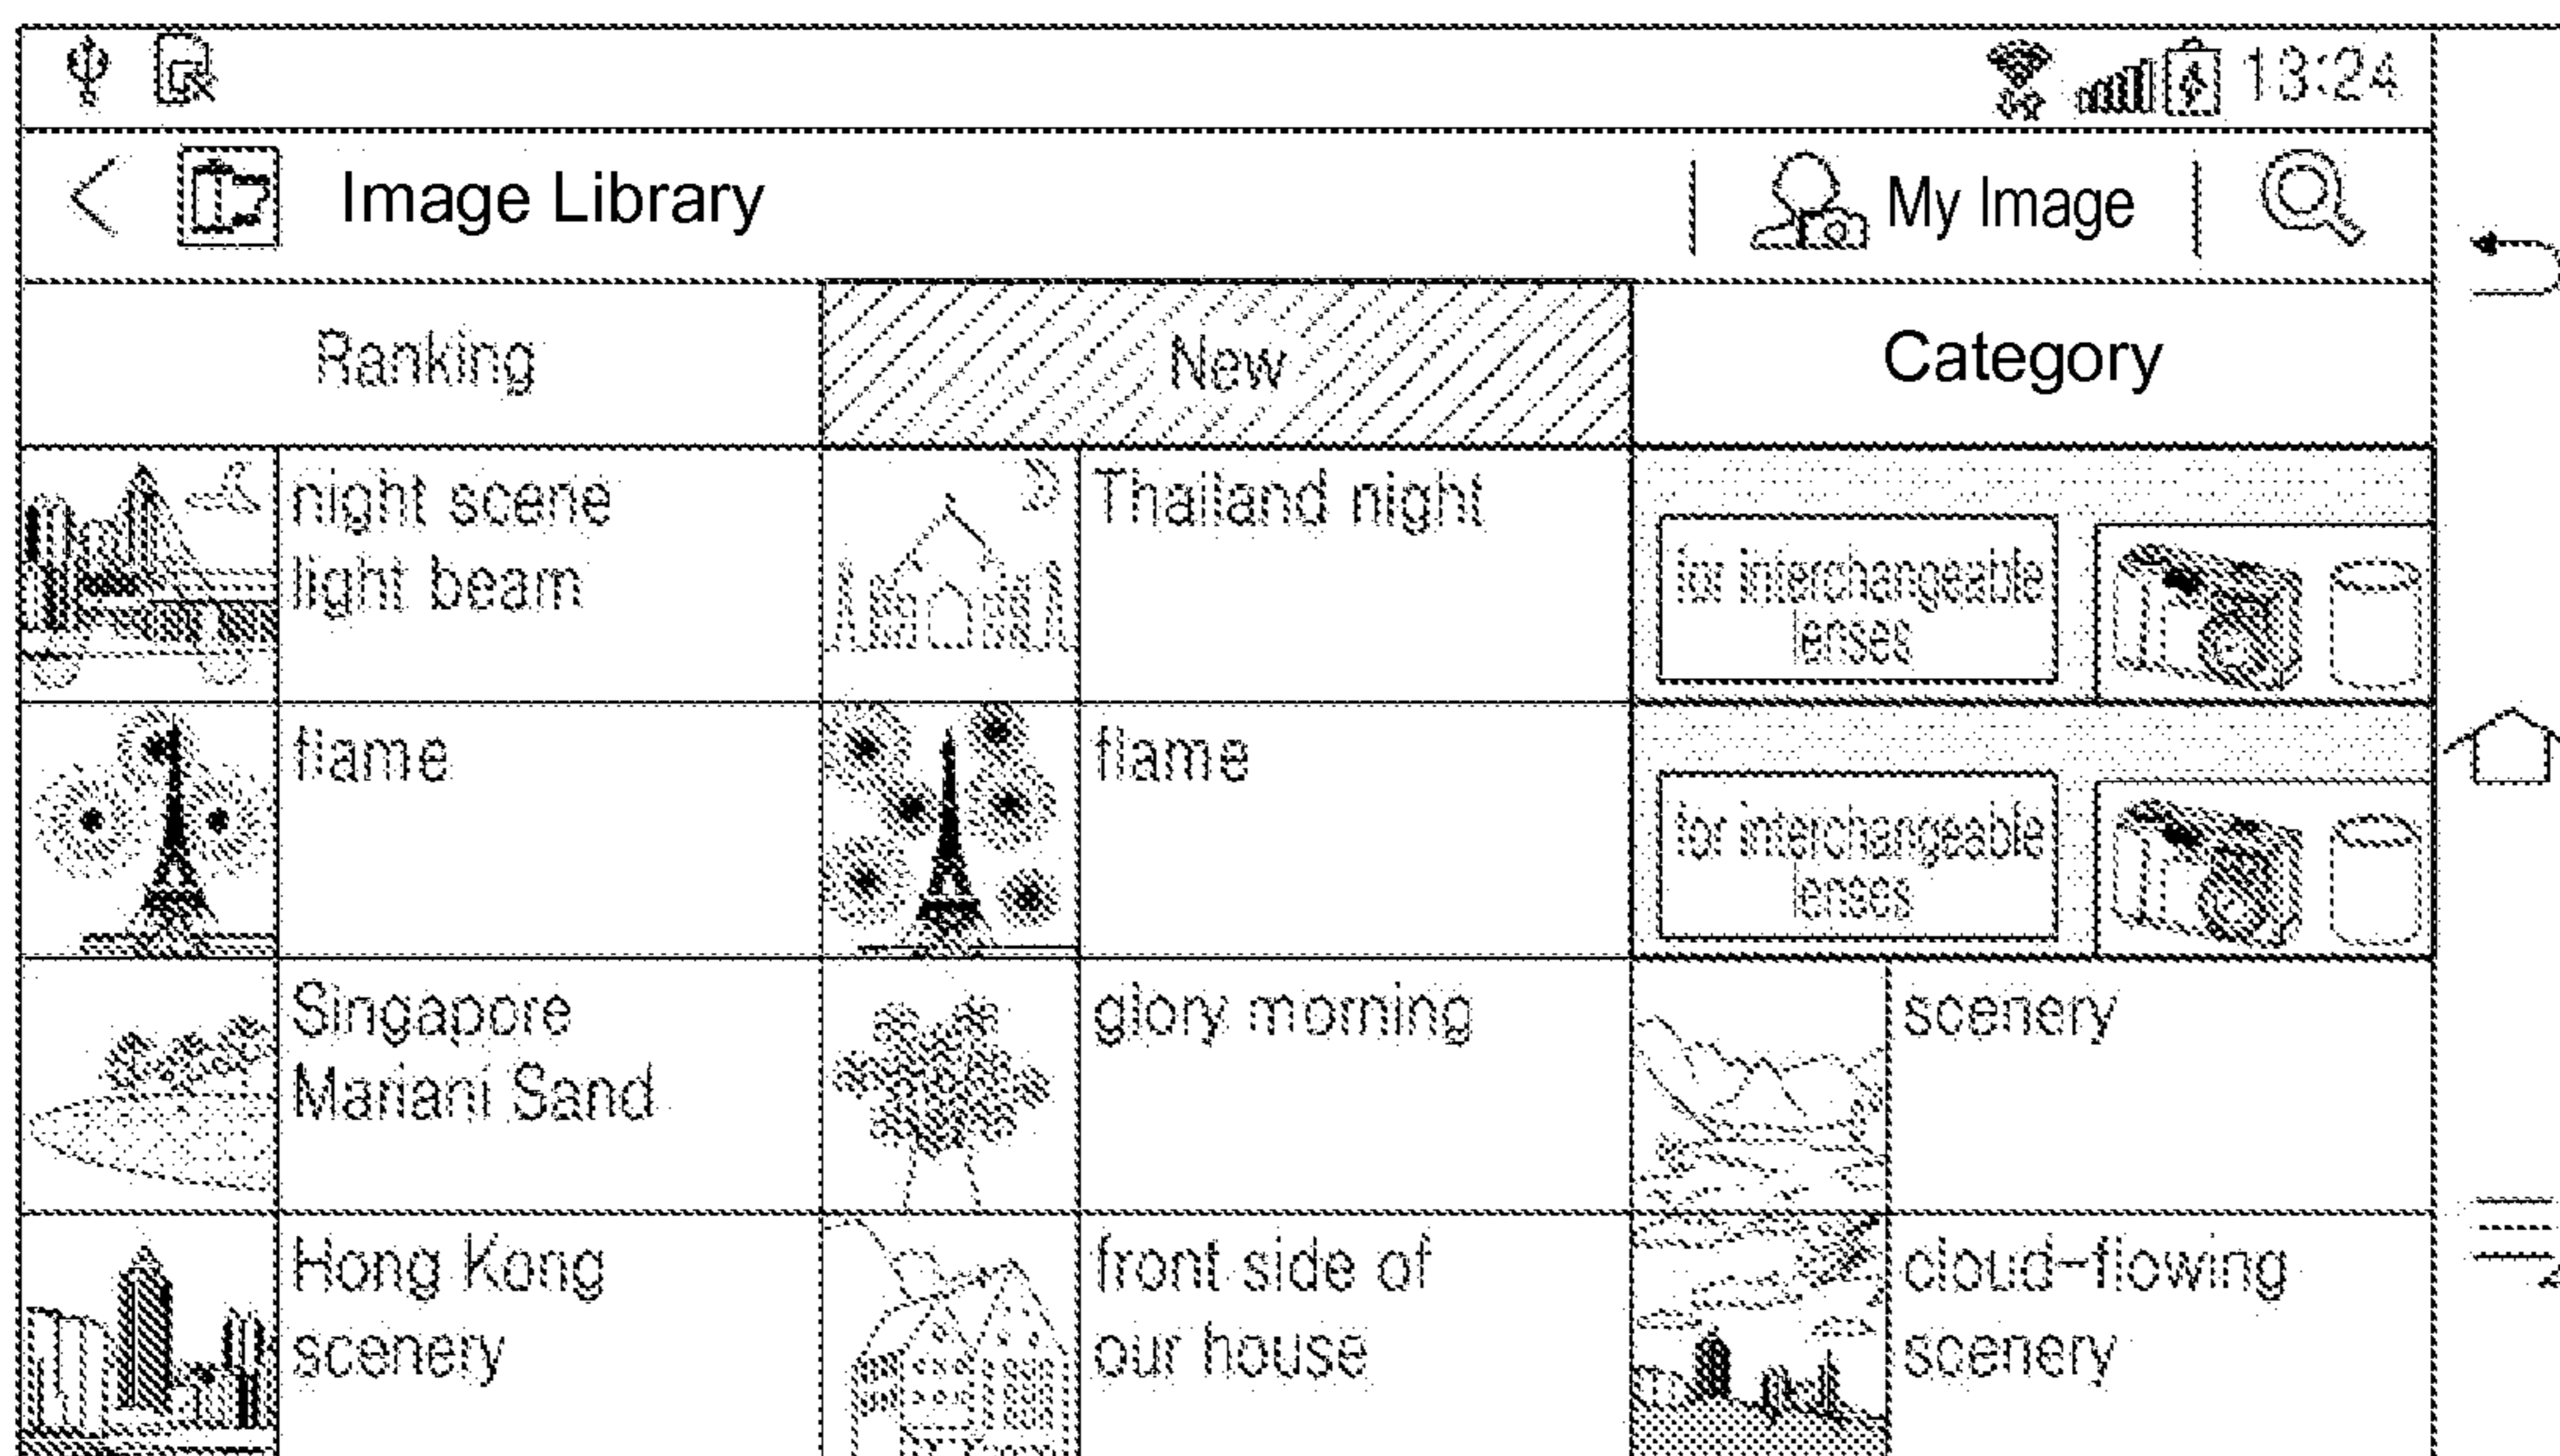 13:24
Image Library
My Image
Ranking
New
Category
night scene
light beam
Thailand night
for interchangeable
lenses
flame
flame
for interchangeable
lenses
Singapore
Mariani Sand
glory morning
scenery
Hong Kong
scenery
front side of
our house
cloud-flowing
scenery